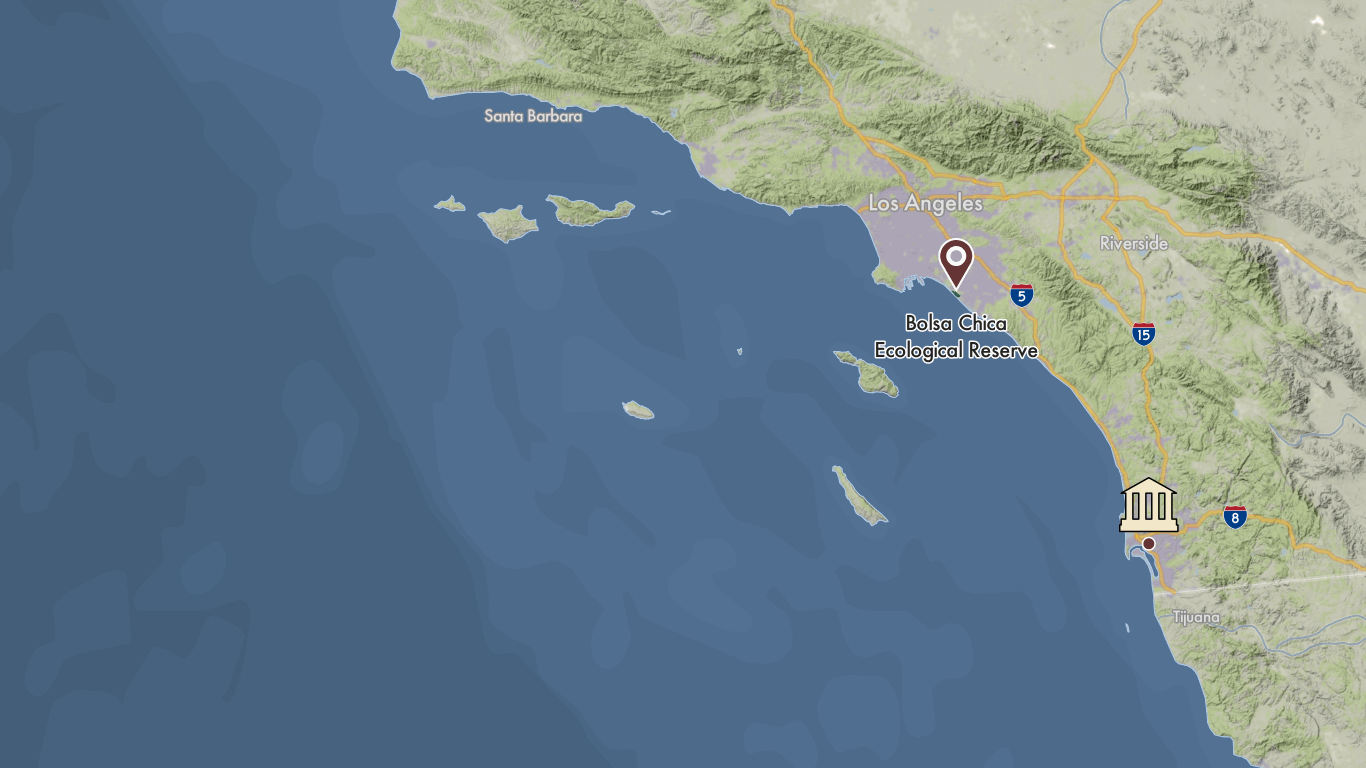 Santa Barbara
Los Angeles
Riverside
5
Bolsa Chica
Ecological Reserve
15
8
Tijuana